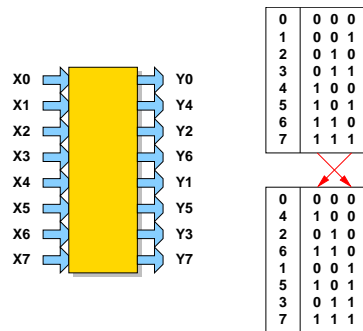 0 0 0 0
1 0 0 1
2 0 1 0
3 0 1 1
4 1 0 0
5 1 0 1
6 1 1 0
7 1 1 1
X0 Y0
X1 Y4
X2 Y2
X3 Y6
X4 Y1
X5 Y5
X6 Y3
X7 Y7
0 0 0 0
4 1 0 0
2 0 1 0
6 1 1 0
1 0 0 1
5 1 0 1
3 0 1 1
7 1 1 1